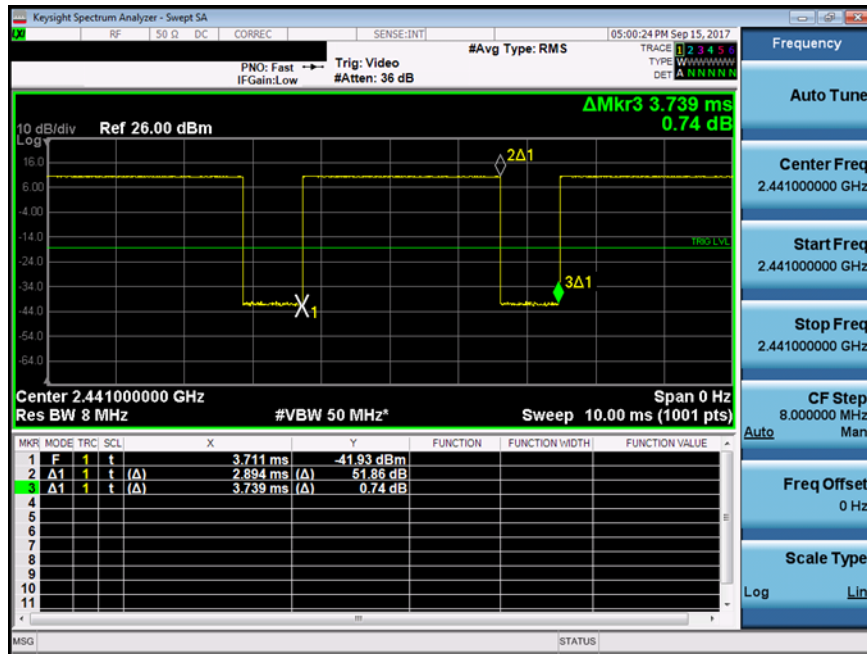 Keysight Spectrum Analyzer - Swept SA
LXI RF 50 Ω DC CORREC SENSE:INT 05:00:24 PM Sep 15, 2017
#Avg Type: RMS
TRACE 1 2 3 4 5 6
PNO: Fast Trig: Video
TYPE W
IFGain:Low #Atten: 36 dB
DET A N N N N N
ΔMkr3 3.739 ms
0.74 dB
10 dB/div Ref 26.00 dBm
Log
16.0
6.00
-4.00
-14.0
-24.0
-34.0
-44.0
-54.0
-64.0
2Δ1
TRIG LVL
3Δ1
1
Center 2.441000000 GHz Span 0 Hz
Res BW 8 MHz #VBW 50 MHz* Sweep 10.00 ms (1001 pts)
MKR MODE TRC SCL X Y FUNCTION FUNCTION WIDTH FUNCTION VALUE
1 F 1 t 3.711 ms -41.93 dBm
2 Δ1 1 t (Δ) 2.894 ms (Δ) 51.86 dB
3 Δ1 1 t (Δ) 3.739 ms (Δ) 0.74 dB
4
5
6
7
8
9
10
11
MSG STATUS
Frequency
Auto Tune
Center Freq
2.441000000 GHz
Start Freq
2.441000000 GHz
Stop Freq
2.441000000 GHz
CF Step
8.000000 MHz
Auto Man
Freq Offset
0 Hz
Scale Type
Log Lin